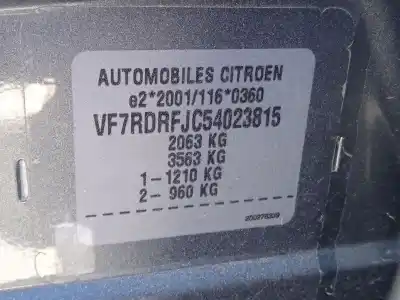 AUTOMOBILES CITROEN
e2*2001/116*0360
VF7RDRFJC54023815
2063 KG
3563 KG
1-1210 KG
2- 960 KG